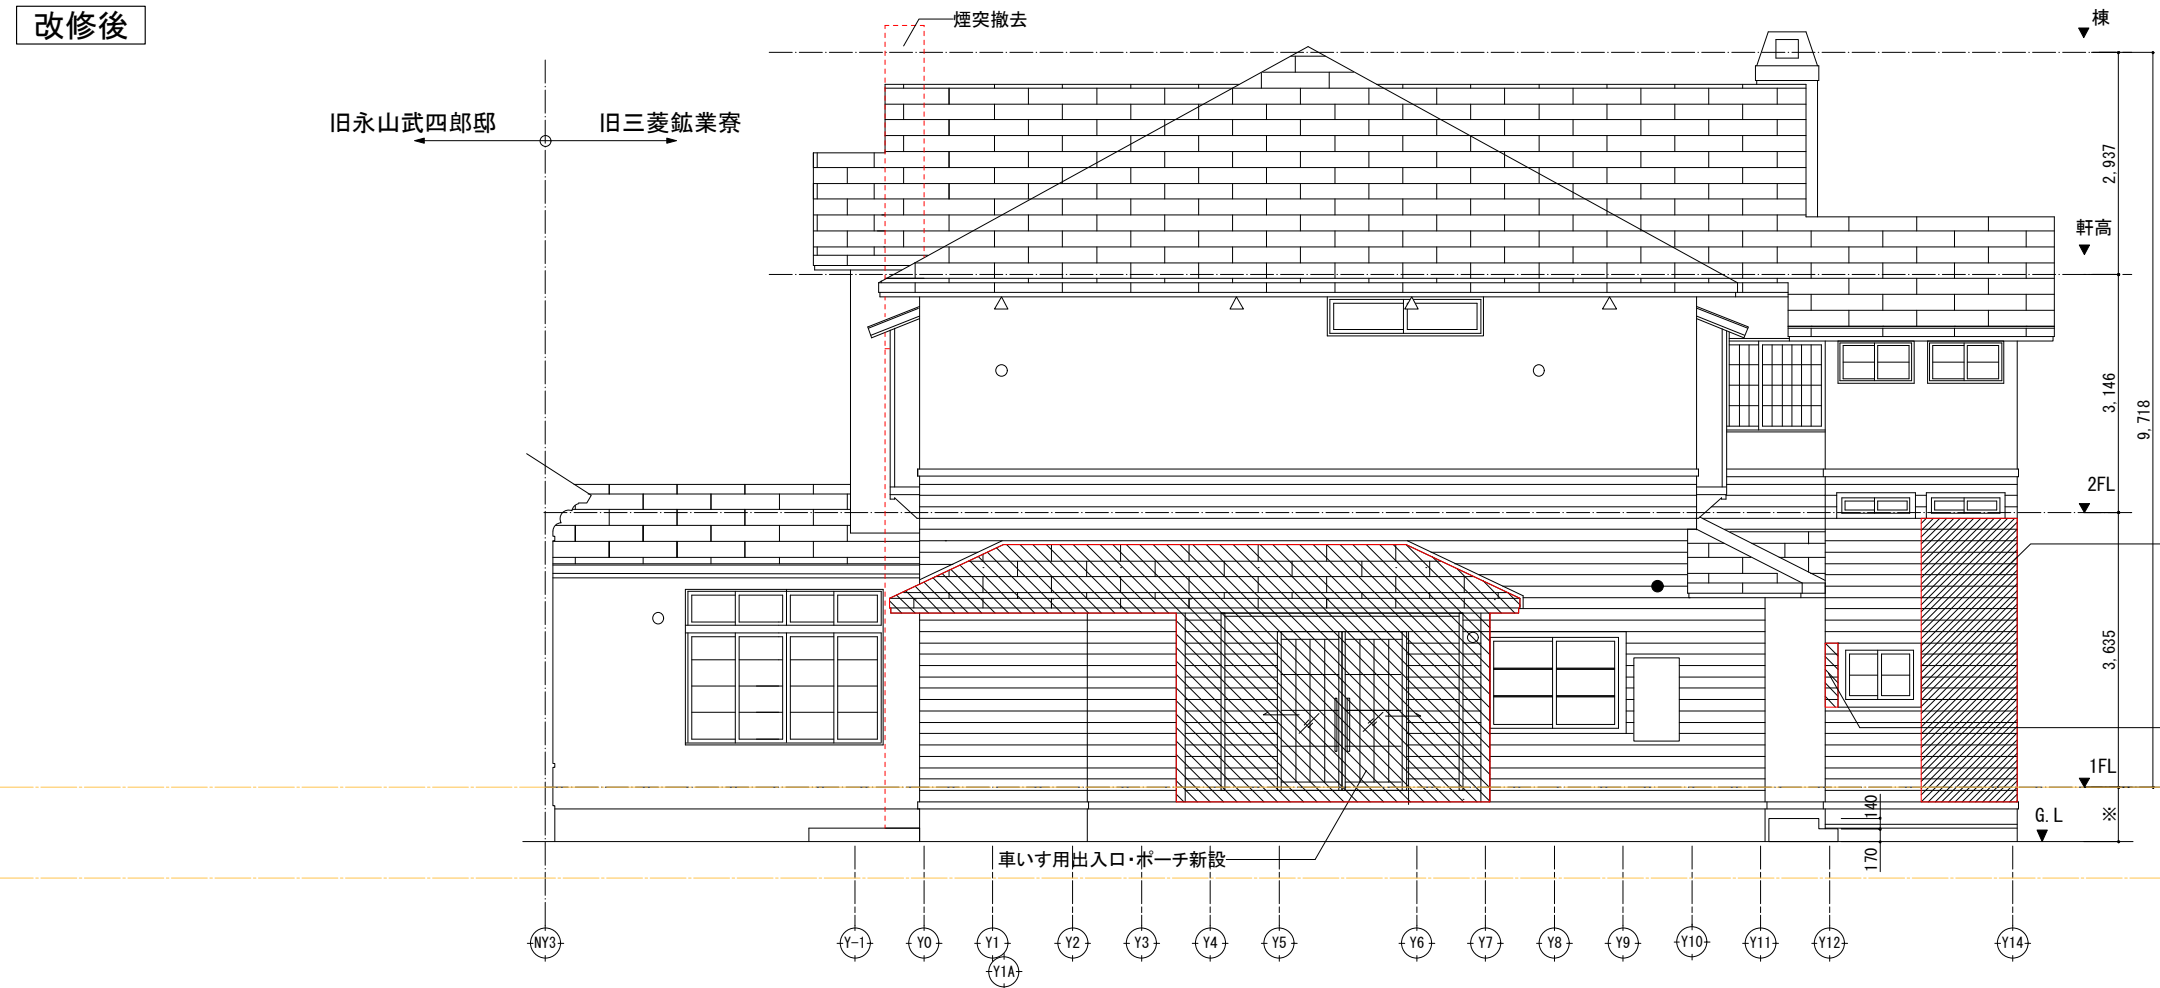 改修後
煙突撤去
棟
旧永山武四郎邸
旧三菱鉱業寮
2,937
軒高
3,146
9,718
2FL
3,635
1FL
140
G.L
※
車いす用出入口・ポーチ新設
170
NY3
Y-1
Y0
Y1
Y2
Y3
Y4
Y5
Y6
Y7
Y8
Y9
Y10
Y11
Y12
Y14
Y1A